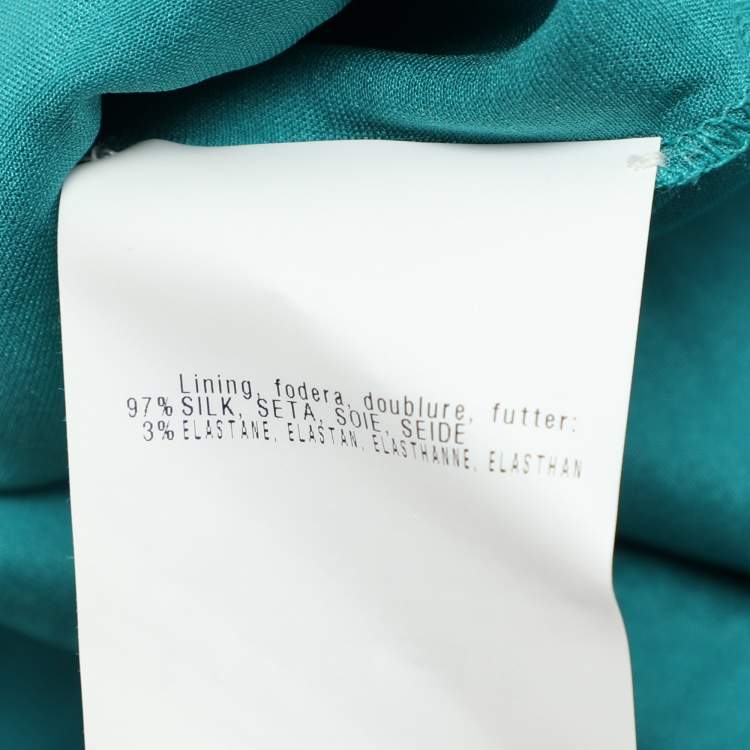 Lining, fodera, doublure, futter:
97% SILK, SETA, SOIE, SEIDE
3% ELASTANE, ELASTAN, ELASTHANNE, ELASTHAN